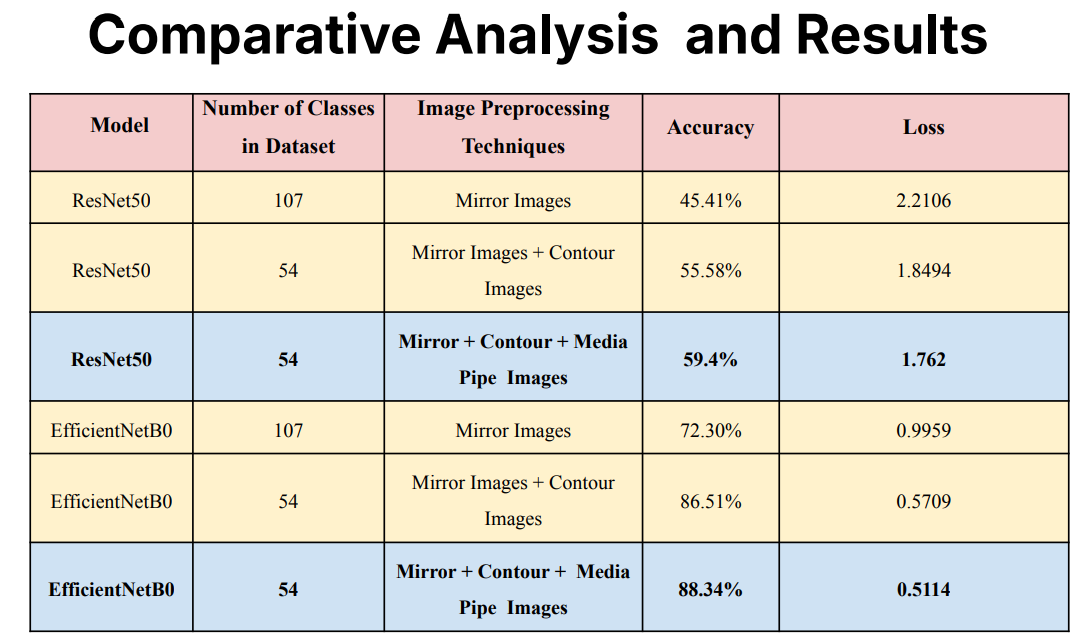 Comparative Analysis and Results
Model
Number of Classes
in Dataset
Image Preprocessing
Techniques
Accuracy
Loss
ResNet50
107
Mirror Images
45.41%
2.2106
ResNet50
54
Mirror Images + Contour
Images
55.58%
1.8494
ResNet50
54
Mirror + Contour + Media
Pipe Images
59.4%
1.762
EfficientNetB0
107
Mirror Images
72.30%
0.9959
EfficientNetB0
54
Mirror Images + Contour
Images
86.51%
0.5709
EfficientNetB0
54
Mirror + Contour + Media
Pipe Images
88.34%
0.5114